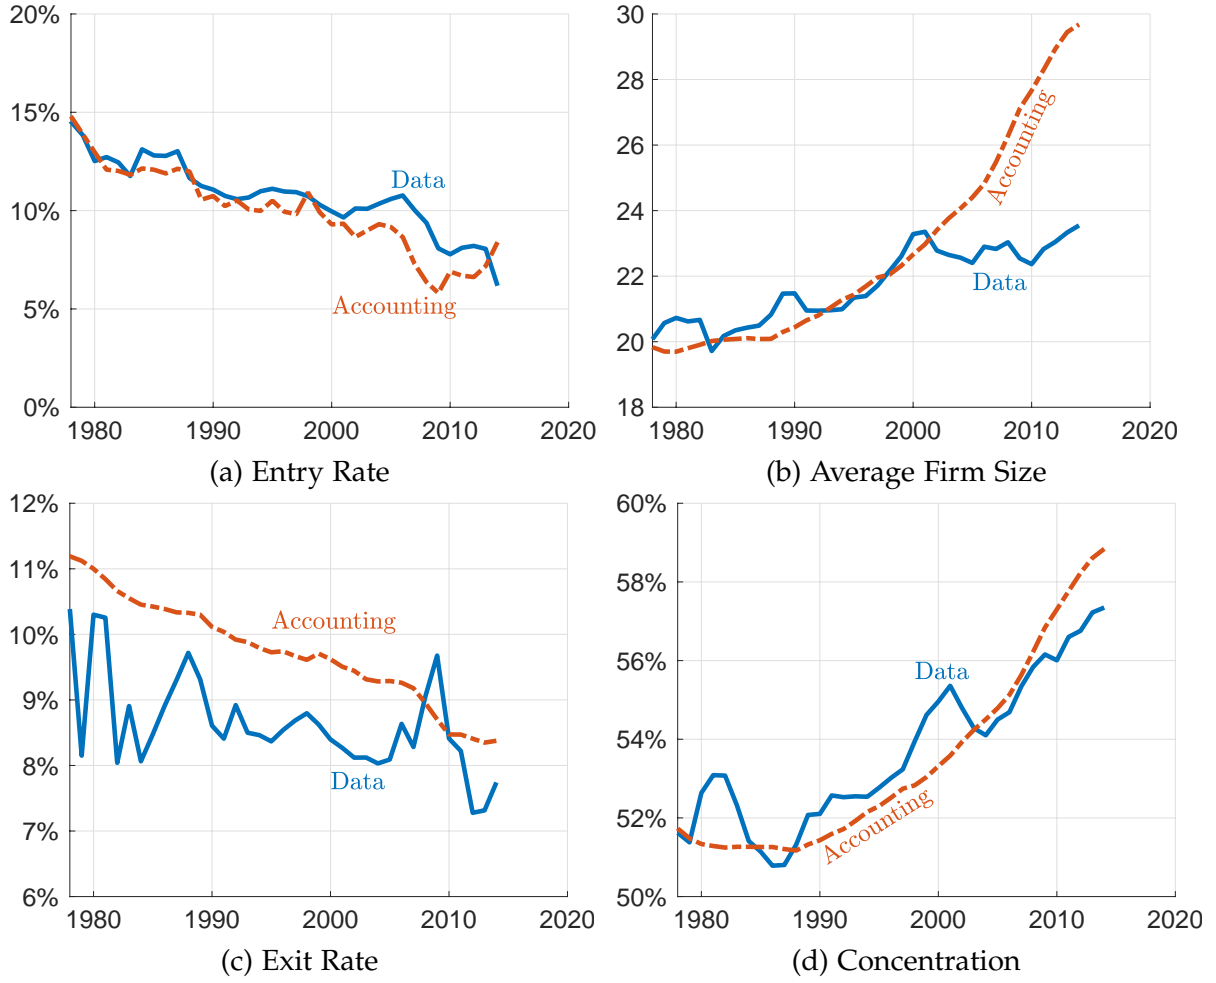 20%
15%
10%
5%
0%
Data
Accounting
1980 1990 2000 2010 2020
(a) Entry Rate
30
28
26
24
22
20
18
Accounting
Data
1980 1990 2000 2010 2020
(b) Average Firm Size
12%
11%
10%
9%
8%
7%
6%
Accounting
Data
1980 1990 2000 2010 2020
(c) Exit Rate
60%
58%
56%
54%
52%
50%
Data
Accounting
1980 1990 2000 2010 2020
(d) Concentration